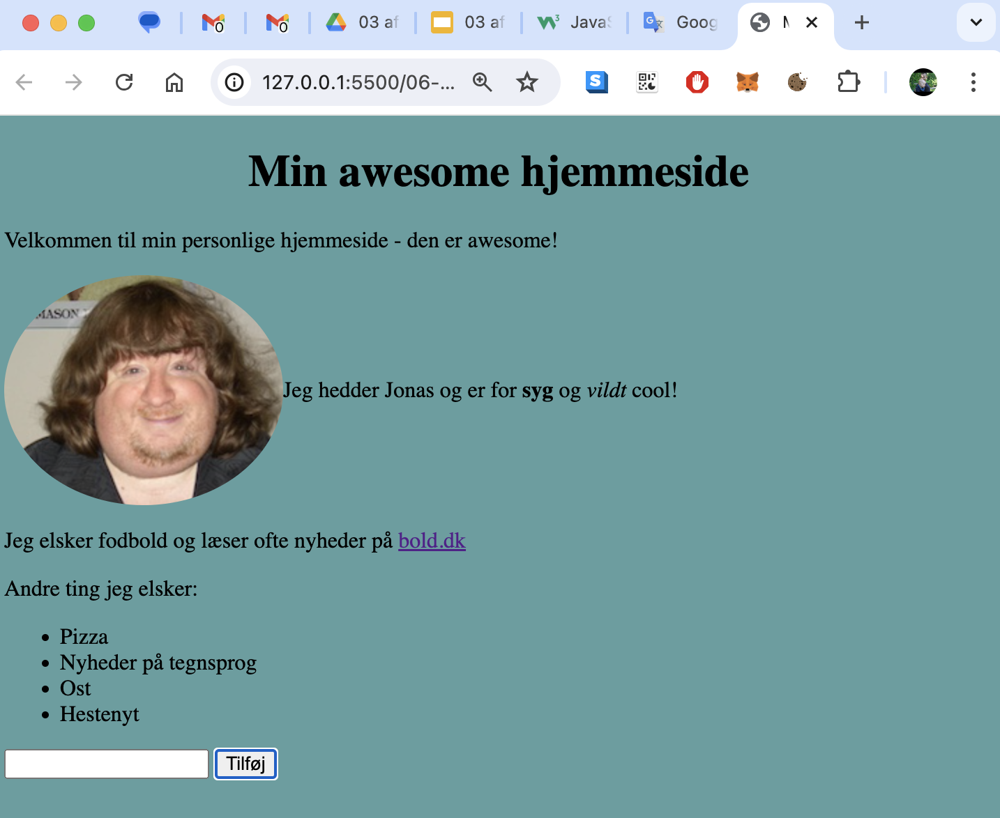 03 af
03 af
Java
Goog
127.0.0.1:5500/06-...
Min awesome hjemmeside
Velkommen til min personlige hjemmeside - den er awesome!
MASON
Jeg hedder Jonas og er for syg og vildt cool!
Jeg elsker fodbold og læser ofte nyheder på bold.dk
Andre ting jeg elsker:
• Pizza
• Nyheder på tegnsprog
• Ost
• Hestenyt
Tilføj